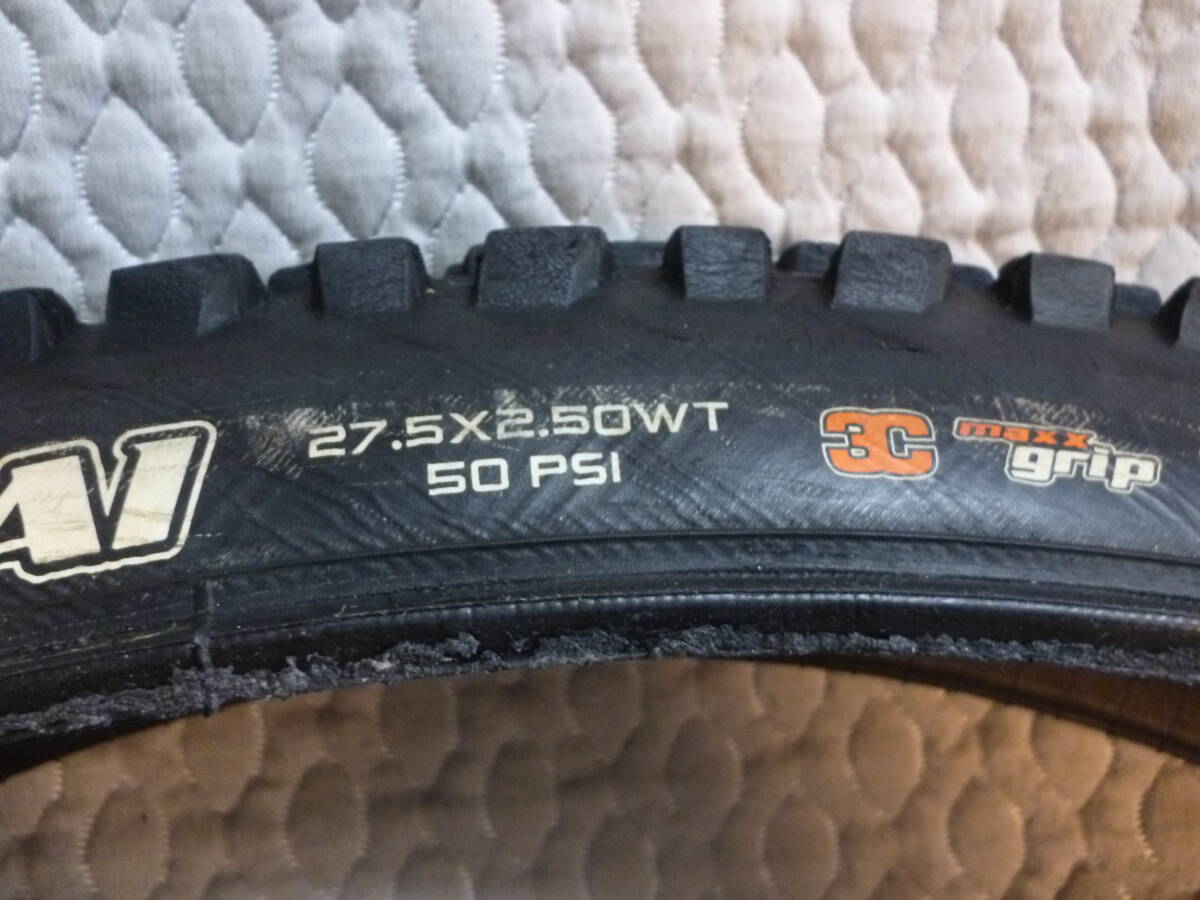 27.5X2.50WT
50 PSI
3C maxx
grip